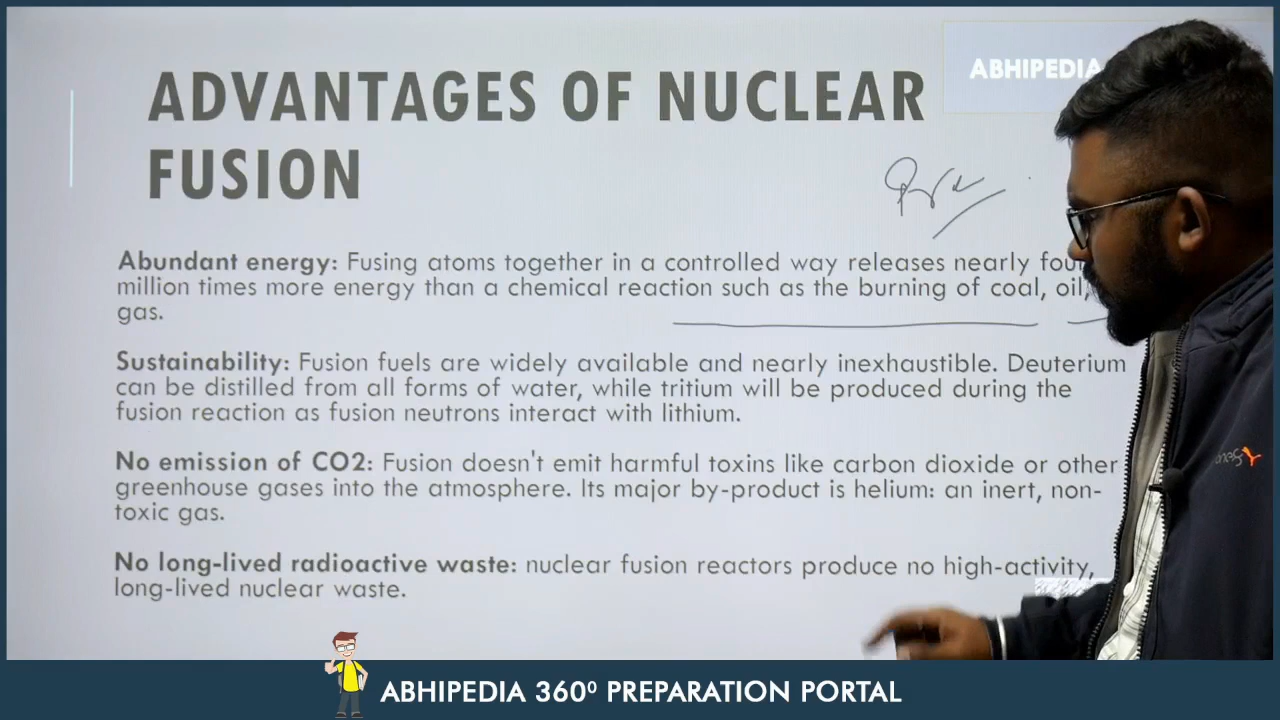 ABHIPEDIA
ADVANTAGES OF NUCLEAR
FUSION
Abundant energy: Fusing atoms together in a controlled way releases nearly
million times more energy than a chemical reaction such as the burning of coal, oil,
gas.
Sustainability: Fusion fuels are widely available and nearly inexhaustible. Deuterium
can be distilled from all forms of water, while tritium will be produced during the
fusion reaction as fusion neutrons interact with lithium.
No emission of CO2: Fusion doesn't emit harmful toxins like carbon dioxide or other
greenhouse gases into the atmosphere. Its major by-product is helium: an inert, non-
toxic gas.
No long-lived radioactive waste: nuclear fusion reactors produce no high-activity,
long-lived nuclear waste.
ABHIPEDIA 360⁰ PREPARATION PORTAL